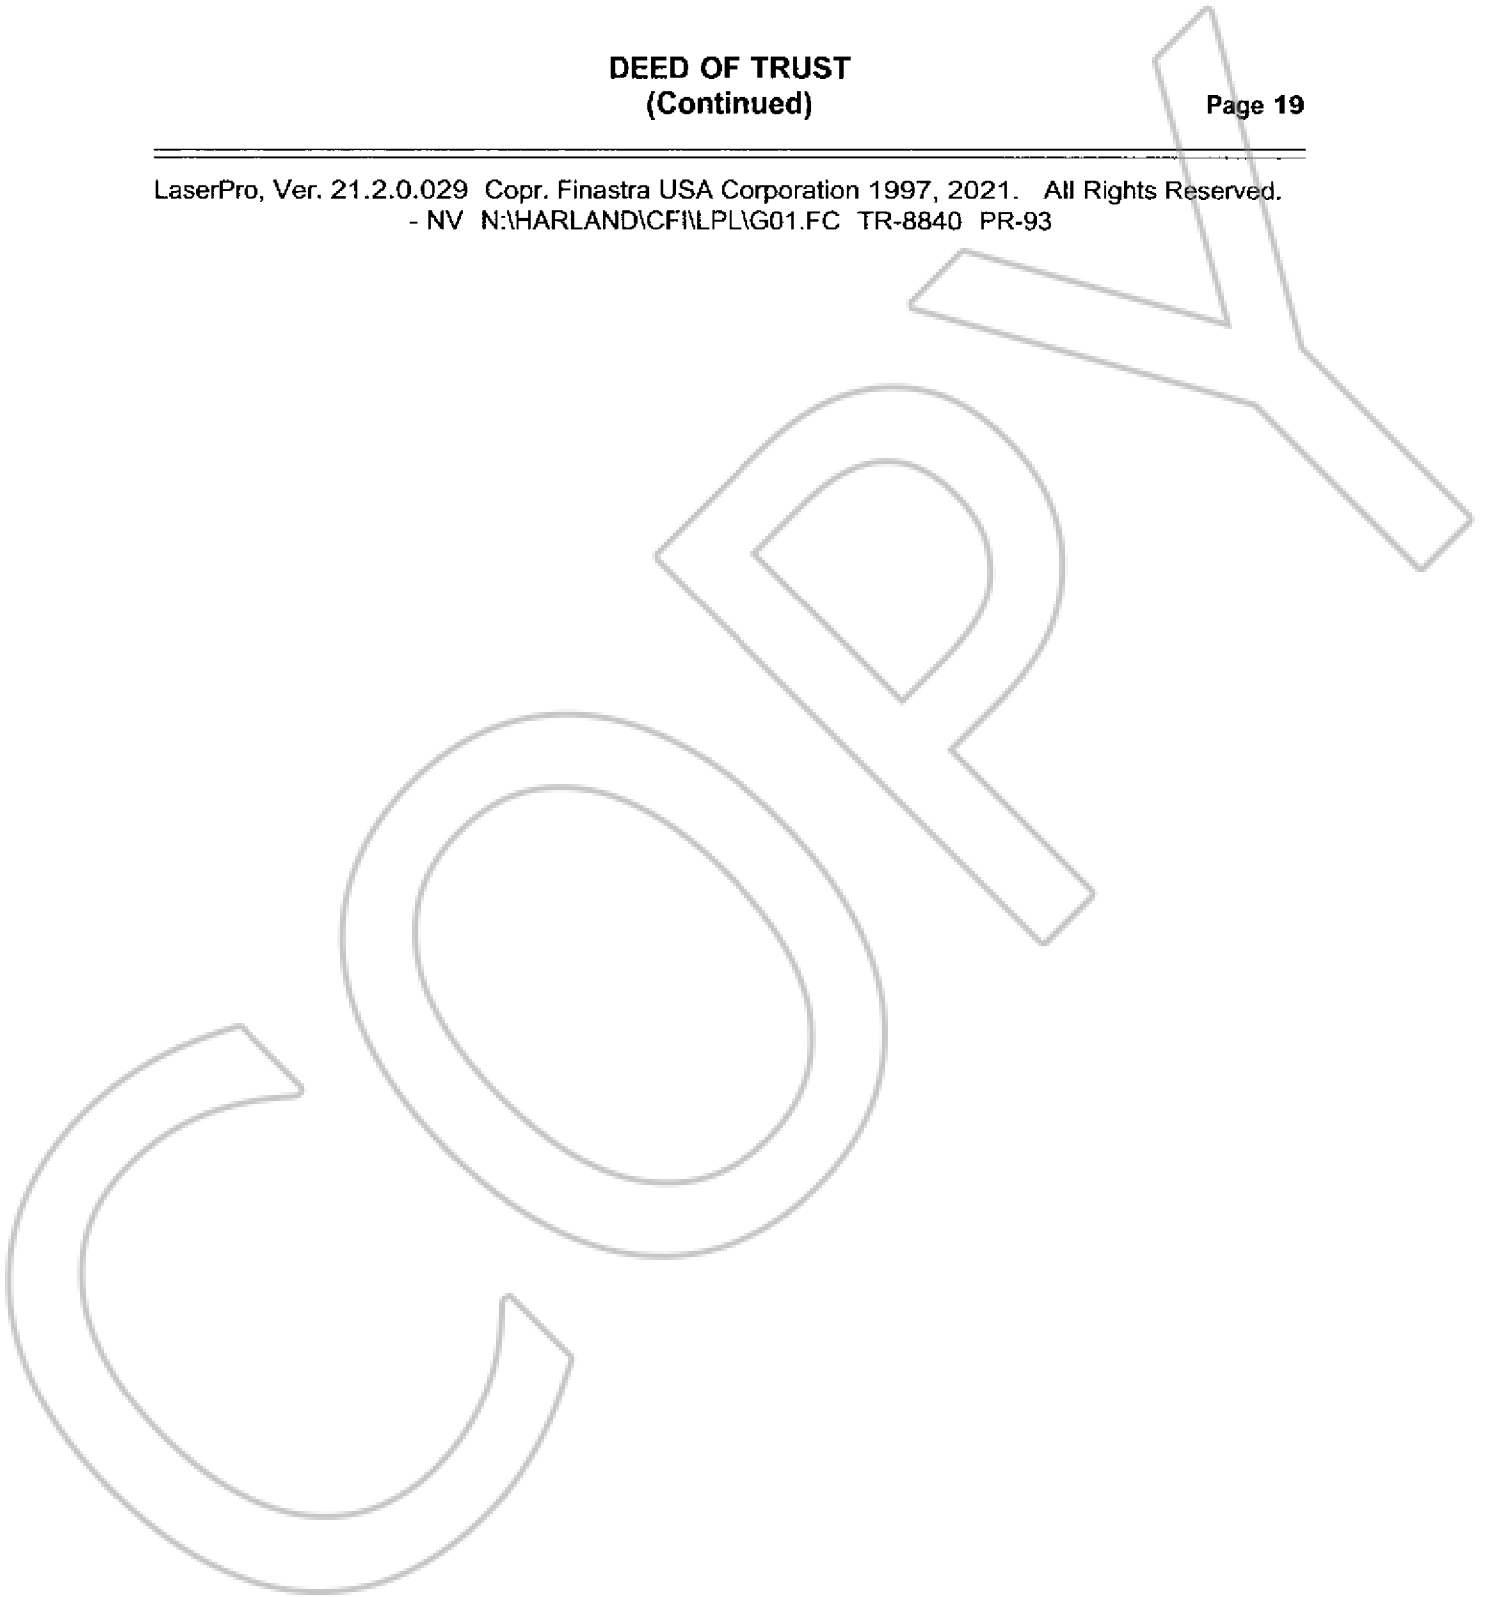 DEED OF TRUST
(Continued)
Page 19
LaserPro, Ver. 21.2.0.029 Copr. Finastra USA Corporation 1997, 2021. All Rights Reserved.
- NV N:\HARLAND\CFI\LPL\G01.FC TR-8840 PR-93
COPY